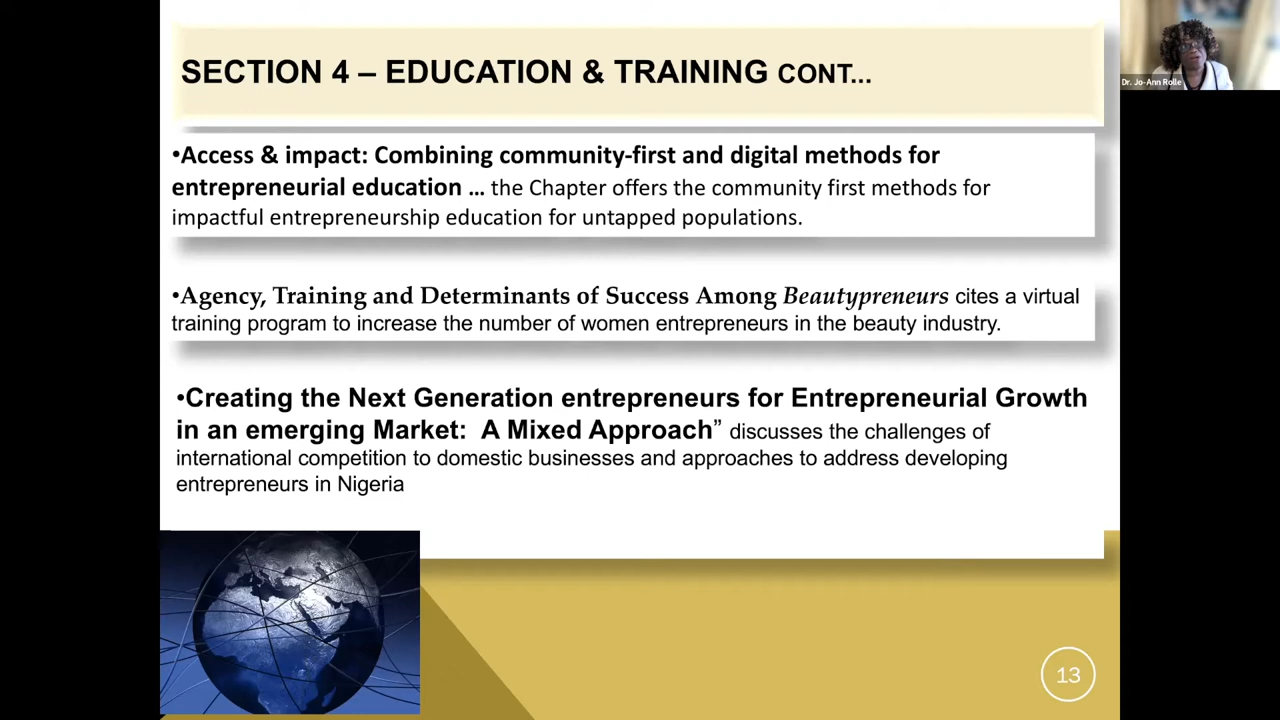 SECTION 4 – EDUCATION & TRAINING CONT...
Dr. Jo-Ann Rolle
•Access & impact: Combining community-first and digital methods for
entrepreneurial education … the Chapter offers the community first methods for
impactful entrepreneurship education for untapped populations.
•Agency, Training and Determinants of Success Among Beautypreneurs cites a virtual
training program to increase the number of women entrepreneurs in the beauty industry.
•Creating the Next Generation entrepreneurs for Entrepreneurial Growth
in an emerging Market:  A Mixed Approach” discusses the challenges of
international competition to domestic businesses and approaches to address developing
entrepreneurs in Nigeria
13